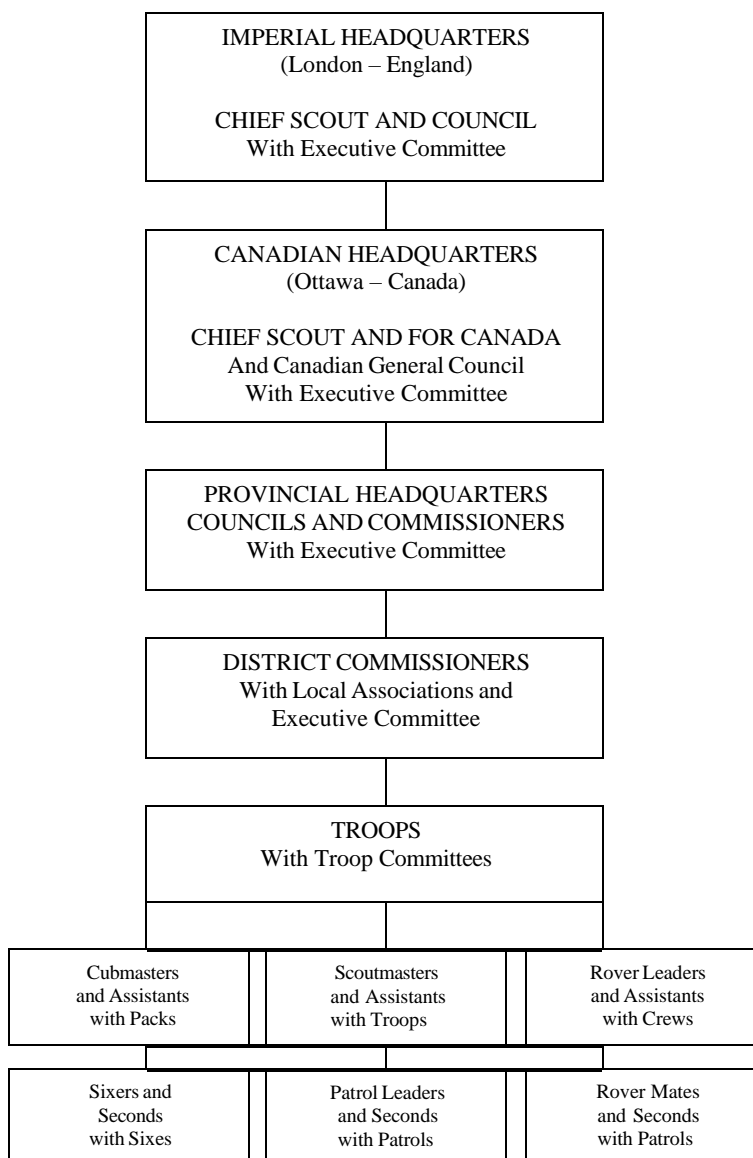 IMPERIAL HEADQUARTERS
(London – England)
CHIEF SCOUT AND COUNCIL
With Executive Committee
CANADIAN HEADQUARTERS
(Ottawa – Canada)
CHIEF SCOUT AND FOR CANADA
And Canadian General Council
With Executive Committee
PROVINCIAL HEADQUARTERS
COUNCILS AND COMMISSIONERS
With Executive Committee
DISTRICT COMMISSIONERS
With Local Associations and
Executive Committee
TROOPS
With Troop Committees
Cubmasters
and Assistants
with Packs
Scoutmasters
and Assistants
with Troops
Rover Leaders
and Assistants
with Crews
Sixers and
Seconds
with Sixes
Patrol Leaders
and Seconds
with Patrols
Rover Mates
and Seconds
with Patrols